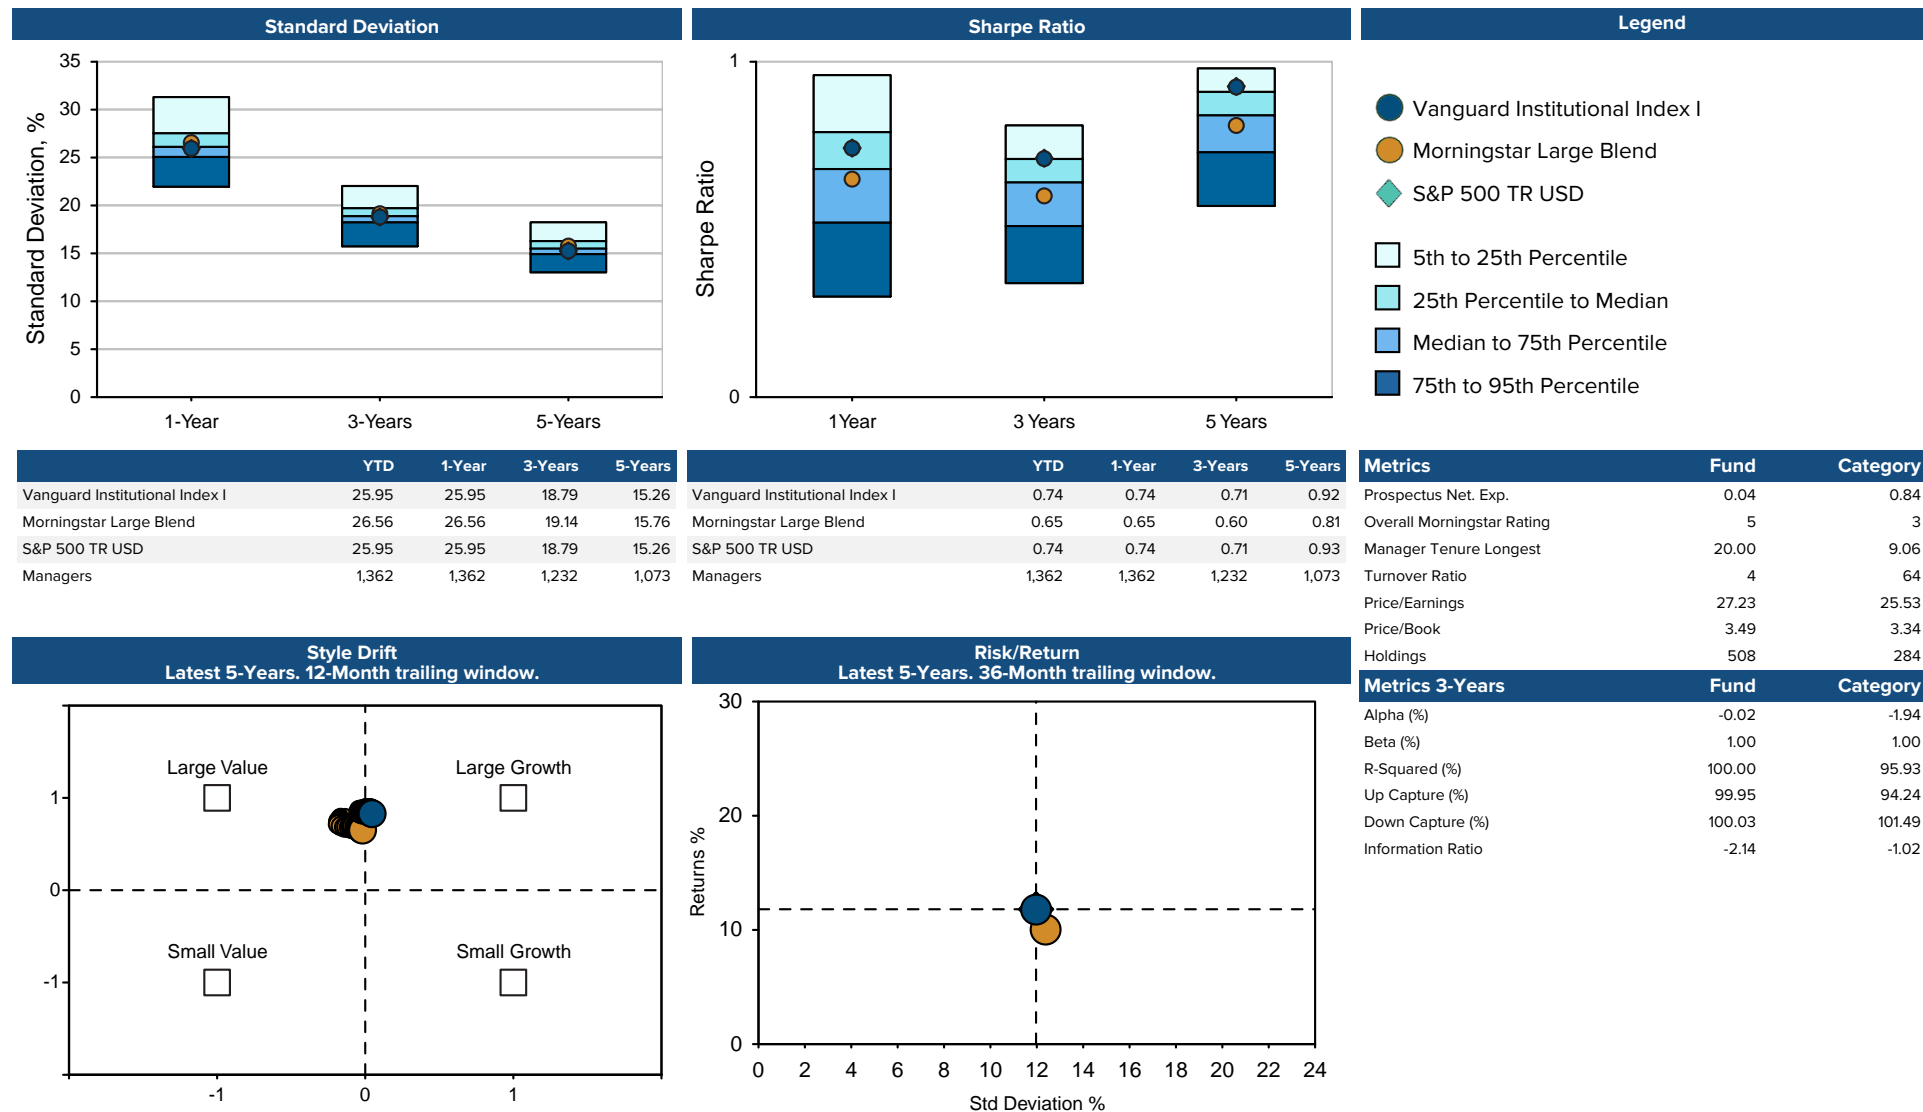 Standard Deviation
35
30
25
20
15
10
5
0
Standard Deviation, %
1-Year 3-Years 5-Years
Sharpe Ratio
1
0
Sharpe Ratio
1 Year 3 Years 5 Years
Legend
Vanguard Institutional Index I
Morningstar Large Blend
S&P 500 TR USD
5th to 25th Percentile
25th Percentile to Median
Median to 75th Percentile
75th to 95th Percentile
YTD 1-Year 3-Years 5-Years
Vanguard Institutional Index I 25.95 25.95 18.79 15.26
Morningstar Large Blend 26.56 26.56 19.14 15.76
S&P 500 TR USD 25.95 25.95 18.79 15.26
Managers 1,362 1,362 1,232 1,073
YTD 1-Year 3-Years 5-Years
Vanguard Institutional Index I 0.74 0.74 0.71 0.92
Morningstar Large Blend 0.65 0.65 0.60 0.81
S&P 500 TR USD 0.74 0.74 0.71 0.93
Managers 1,362 1,362 1,232 1,073
Metrics Fund Category
Prospectus Net. Exp. 0.04 0.84
Overall Morningstar Rating 5 3
Manager Tenure Longest 20.00 9.06
Turnover Ratio 4 64
Price/Earnings 27.23 25.53
Price/Book 3.49 3.34
Holdings 508 284
Metrics 3-Years Fund Category
Alpha (%) -0.02 -1.94
Beta (%) 1.00 1.00
R-Squared (%) 100.00 95.93
Up Capture (%) 99.95 94.24
Down Capture (%) 100.03 101.49
Information Ratio -2.14 -1.02
Style Drift
Latest 5-Years. 12-Month trailing window.
Large Value Large Growth
1
0
Small Value Small Growth
-1
-1 0 1
Risk/Return
Latest 5-Years. 36-Month trailing window.
30
20
10
0
Returns %
0 2 4 6 8 10 12 14 16 18 20 22 24
Std Deviation %